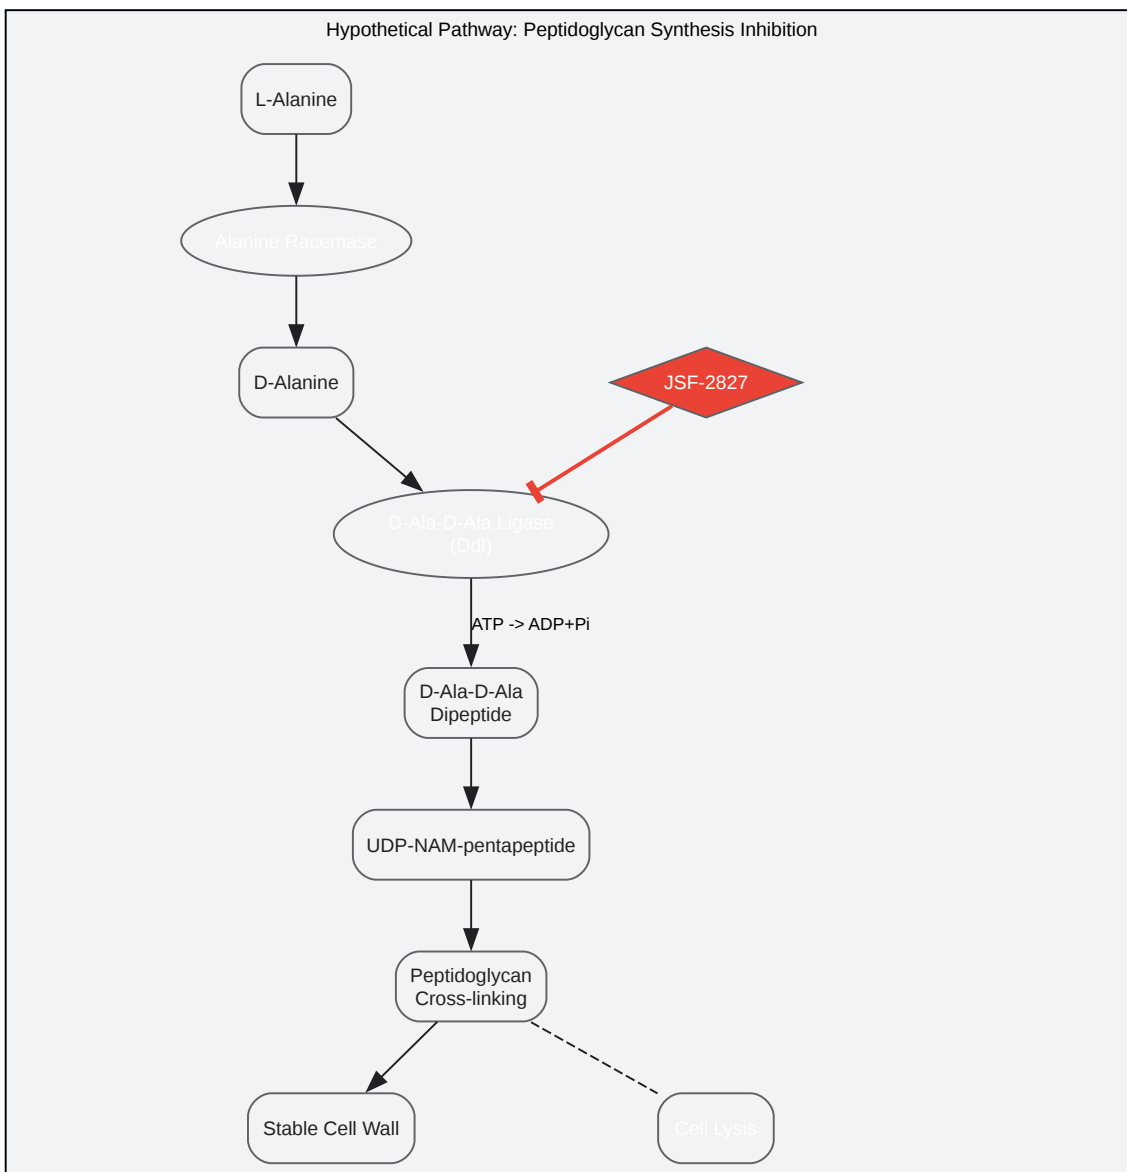 Hypothetical Pathway: Peptidoglycan Synthesis Inhibition
L-Alanine
Alanine Racemase
D-Alanine
JSF-2827
D-Ala-D-Ala Ligase
(Ddl)
ATP -> ADP+Pi
D-Ala-D-Ala
Dipeptide
UDP-NAM-pentapeptide
Peptidoglycan
Cross-linking
Stable Cell Wall
Cell Lysis